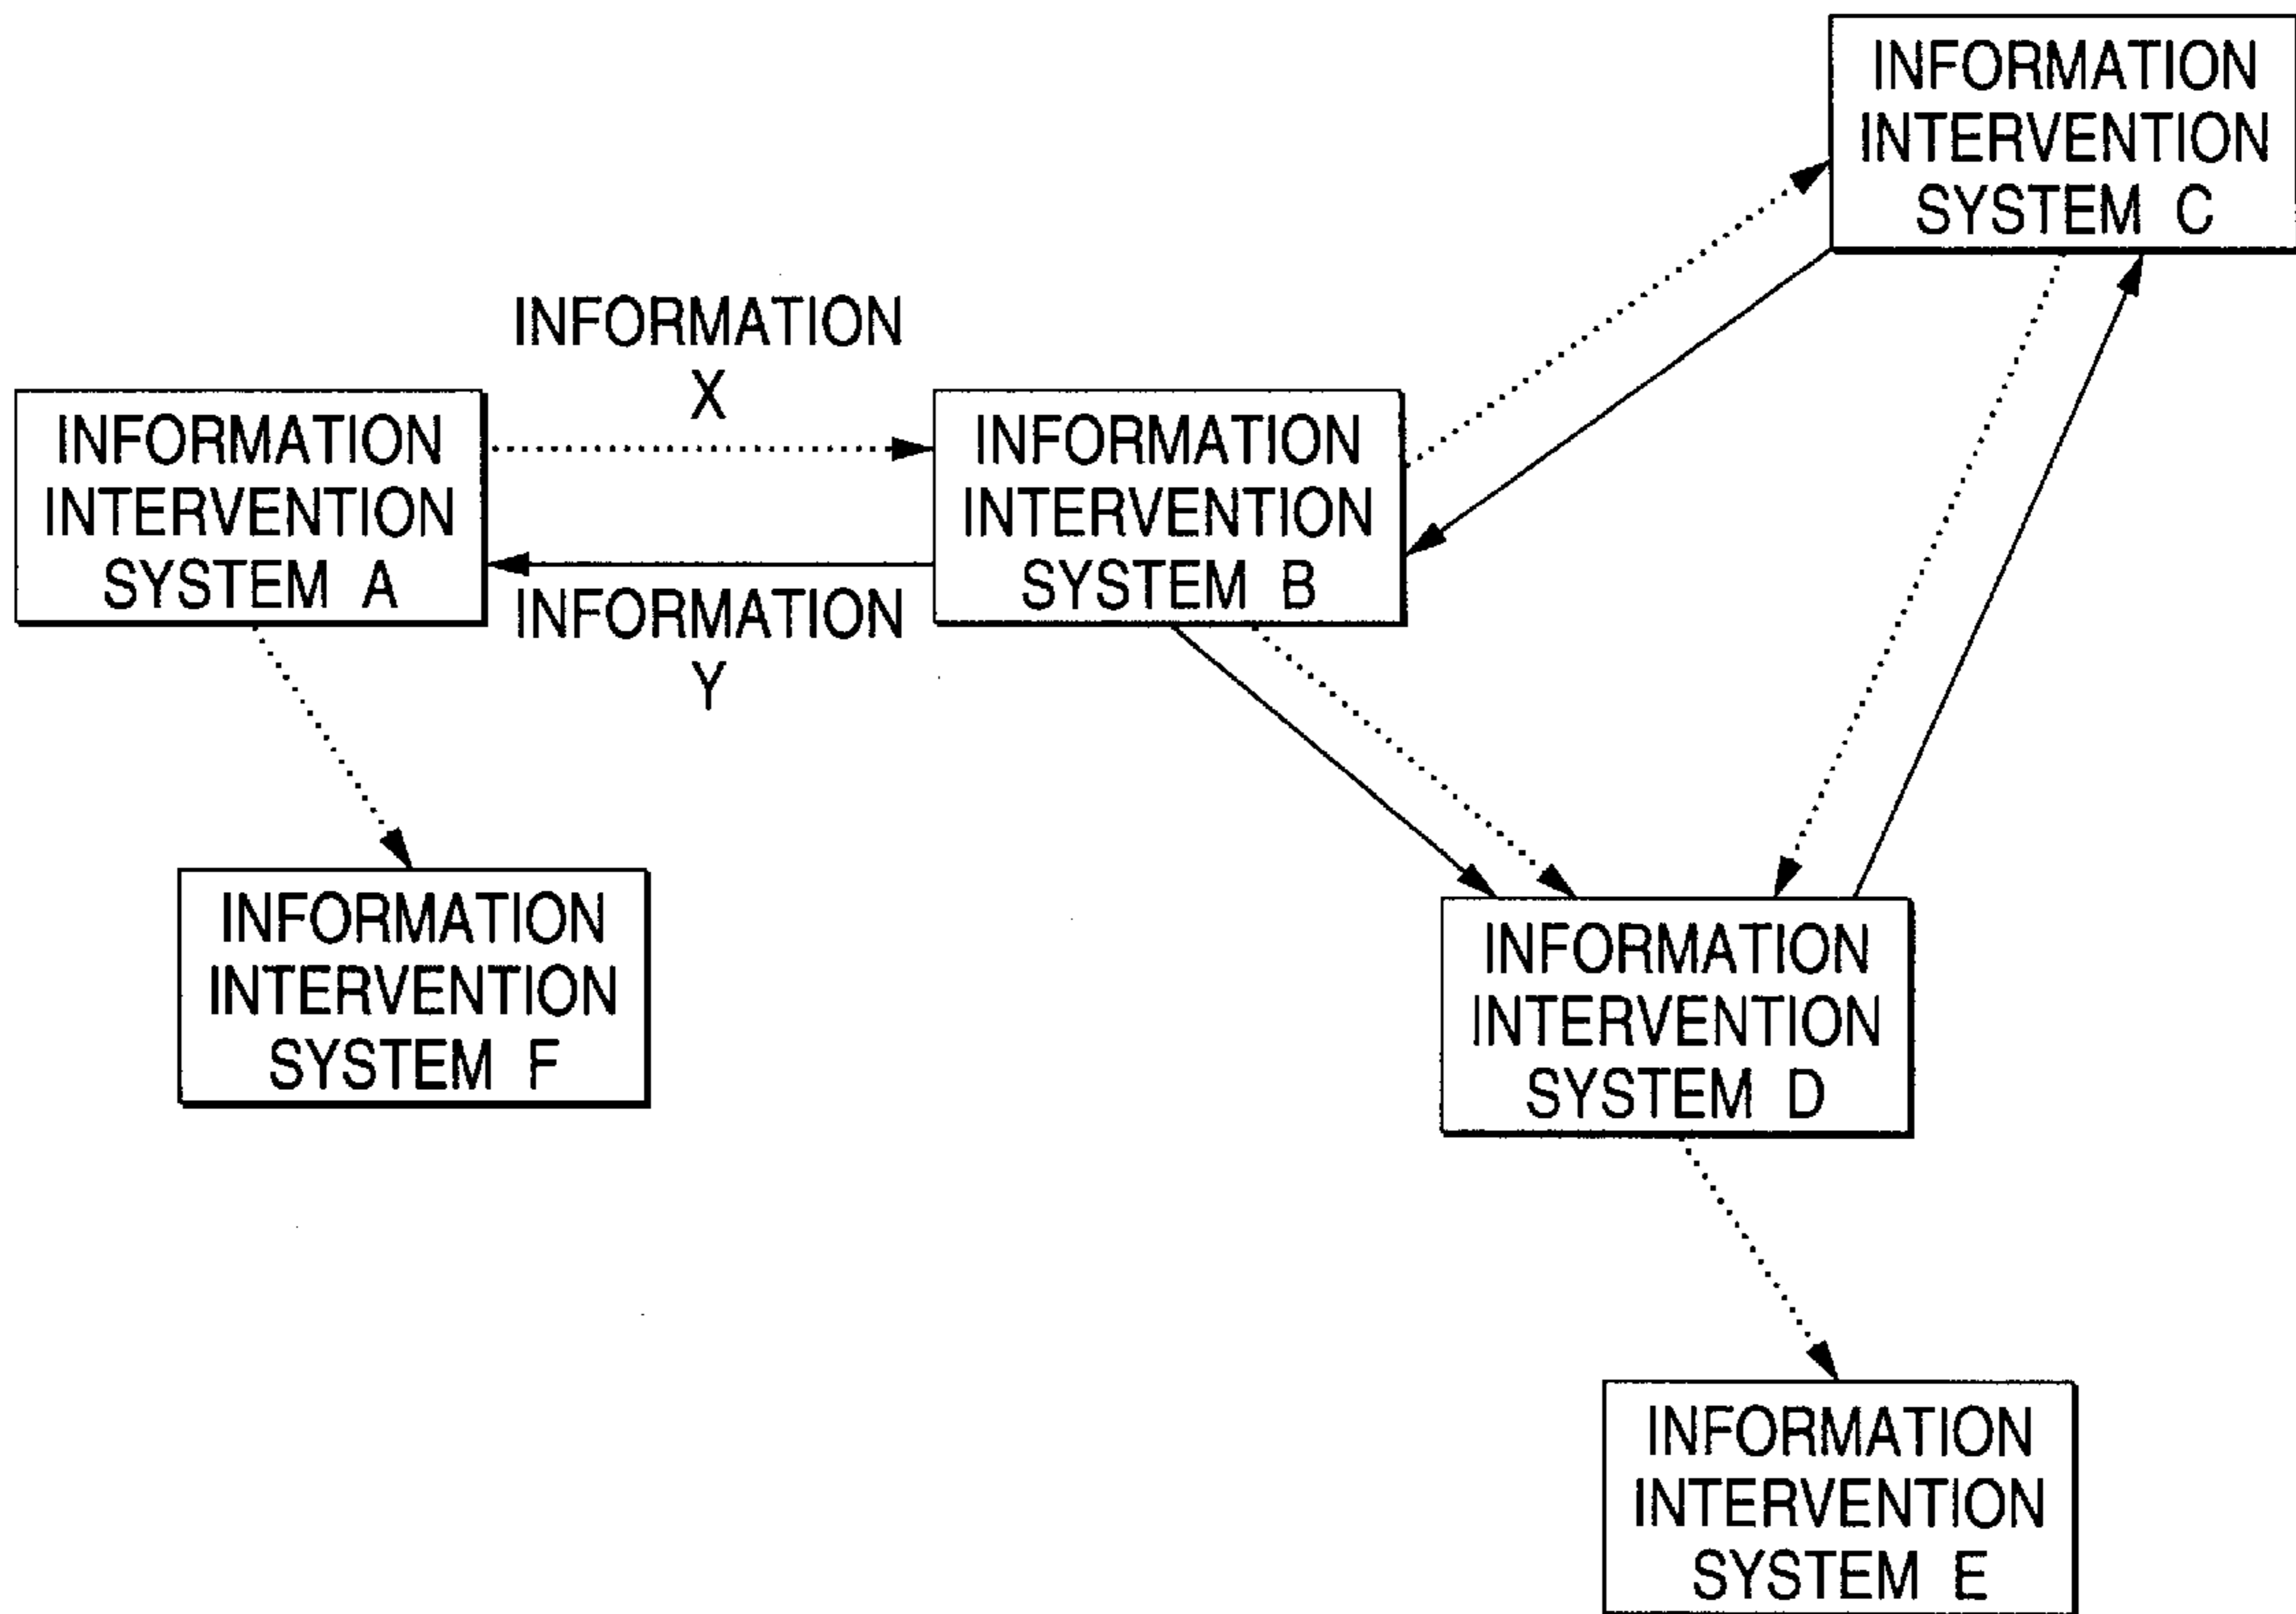 INFORMATION
INTERVENTION
SYSTEM C
INFORMATION
X
INFORMATION
INTERVENTION
SYSTEM A
INFORMATION
INTERVENTION
SYSTEM B
INFORMATION
Y
INFORMATION
INTERVENTION
SYSTEM F
INFORMATION
INTERVENTION
SYSTEM D
INFORMATION
INTERVENTION
SYSTEM E